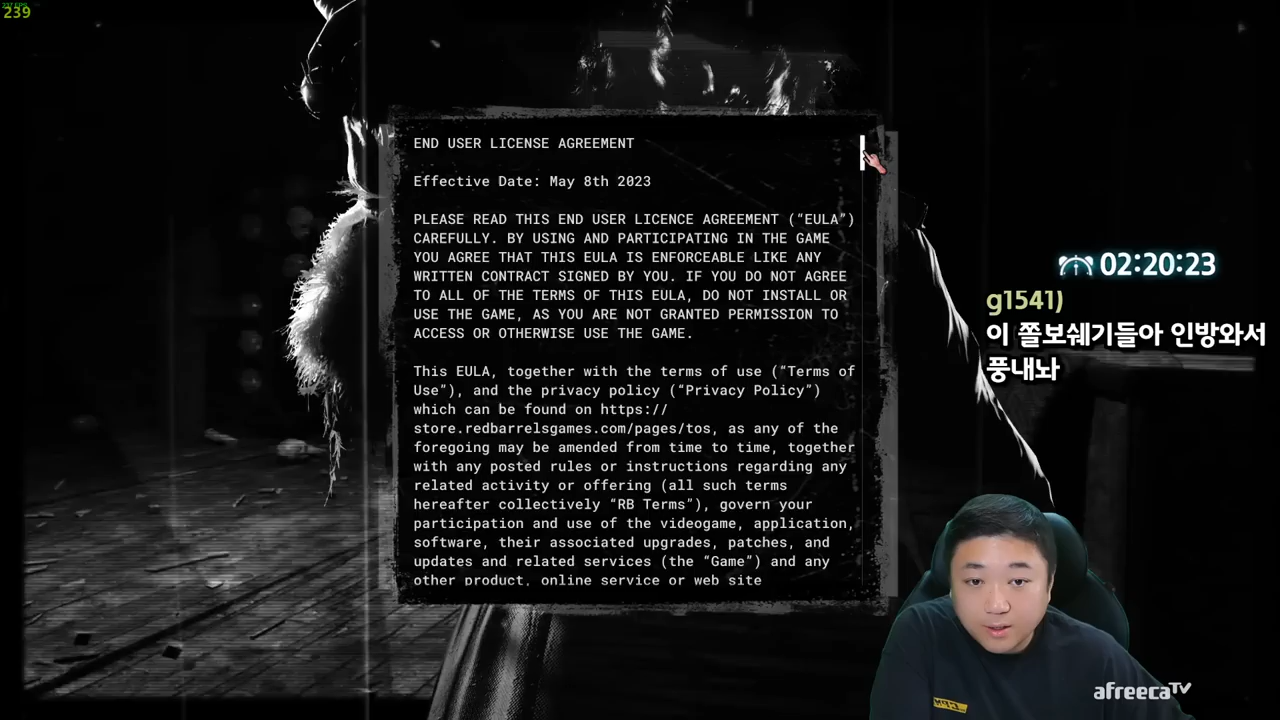 239
END USER LICENSE AGREEMENT
Effective Date: May 8th 2023
PLEASE READ THIS END USER LICENCE AGREEMENT (“EULA”)
CAREFULLY. BY USING AND PARTICIPATING IN THE GAME
YOU AGREE THAT THIS EULA IS ENFORCEABLE LIKE ANY
WRITTEN CONTRACT SIGNED BY YOU. IF YOU DO NOT AGREE
TO ALL OF THE TERMS OF THIS EULA, DO NOT INSTALL OR
USE THE GAME, AS YOU ARE NOT GRANTED PERMISSION TO
ACCESS OR OTHERWISE USE THE GAME.
This EULA, together with the terms of use (“Terms of
Use”), and the privacy policy (“Privacy Policy”)
which can be found on https://
store.redbarrelsgames.com/pages/tos, as any of the
foregoing may be amended from time to time, together
with any posted rules or instructions regarding any
related activity or offering (all such terms
hereafter collectively “RB Terms”), govern your
participation and use of the videogame, application,
software, their associated upgrades, patches, and
updates and related services (the “Game”) and any
other product, online service or web site
02:20:23
g1541)
이 쫄보쉐기들아 인방와서
풍내놔
afreecaTV